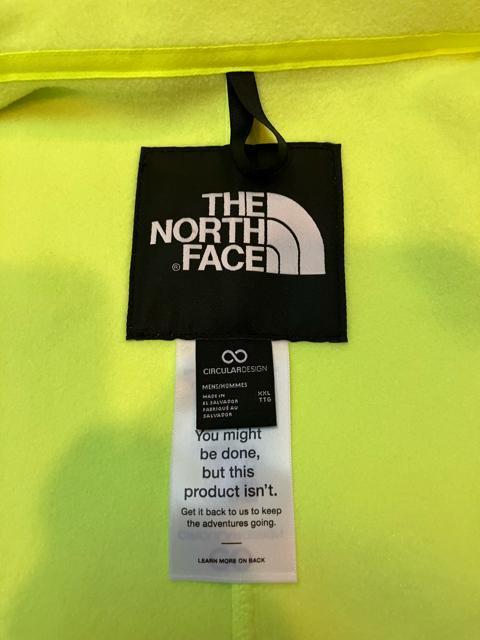 THE
NORTH
FACE
®
CIRCULARDESIGN
MENS/HOMMES
MADE IN
EL SALVADOR
FABRIQUÉ AU
SALVADOR
XXL
TTG
You might
be done,
but this
product isn't.
Get it back to us to keep
the adventures going.
LEARN MORE ON BACK